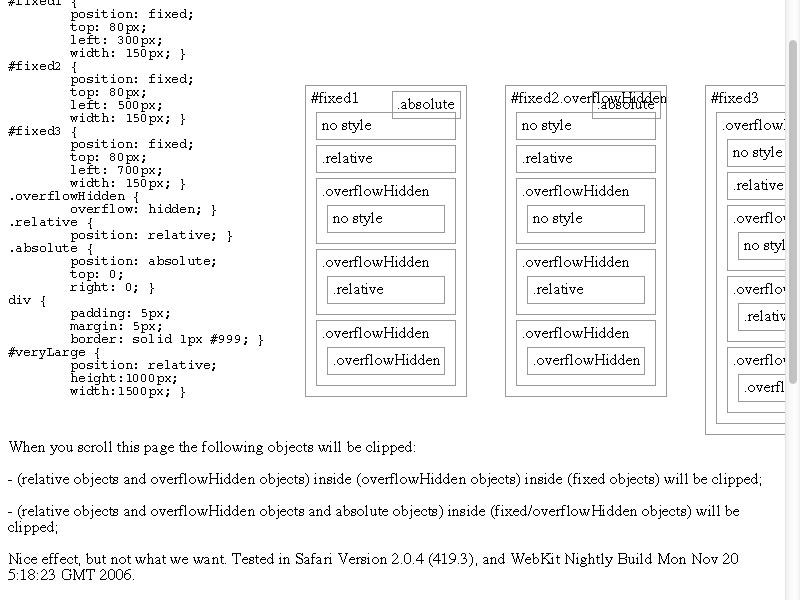 #fixed1 {
position: fixed;
top: 80px;
left: 300px;
width: 150px; }
#fixed2 {
position: fixed;
top: 80px;
left: 500px;
width: 150px; }
#fixed3 {
position: fixed;
top: 80px;
left: 700px;
width: 150px; }
.overflowHidden {
overflow: hidden; }
.relative {
position: relative; }
.absolute {
position: absolute;
top: 0;
right: 0; }
div {
padding: 5px;
margin: 5px;
border: solid 1px #999; }
#veryLarge {
position: relative;
height:1000px;
width:1500px; }
#fixed1
.absolute
no style
.relative
.overflowHidden
no style
.overflowHidden
.relative
.overflowHidden
.overflowHidden
#fixed2.overflowHidden
.absolute
no style
.relative
.overflowHidden
no style
.overflowHidden
.relative
.overflowHidden
.overflowHidden
#fixed3
.overflowH
no style
.relative
.overflow
no styl
.overflow
.relativ
.overflow
.overfl
When you scroll this page the following objects will be clipped:
- (relative objects and overflowHidden objects) inside (overflowHidden objects) inside (fixed objects) will be clipped;
- (relative objects and overflowHidden objects and absolute objects) inside (fixed/overflowHidden objects) will be
clipped;
Nice effect, but not what we want. Tested in Safari Version 2.0.4 (419.3), and WebKit Nightly Build Mon Nov 20
5:18:23 GMT 2006.